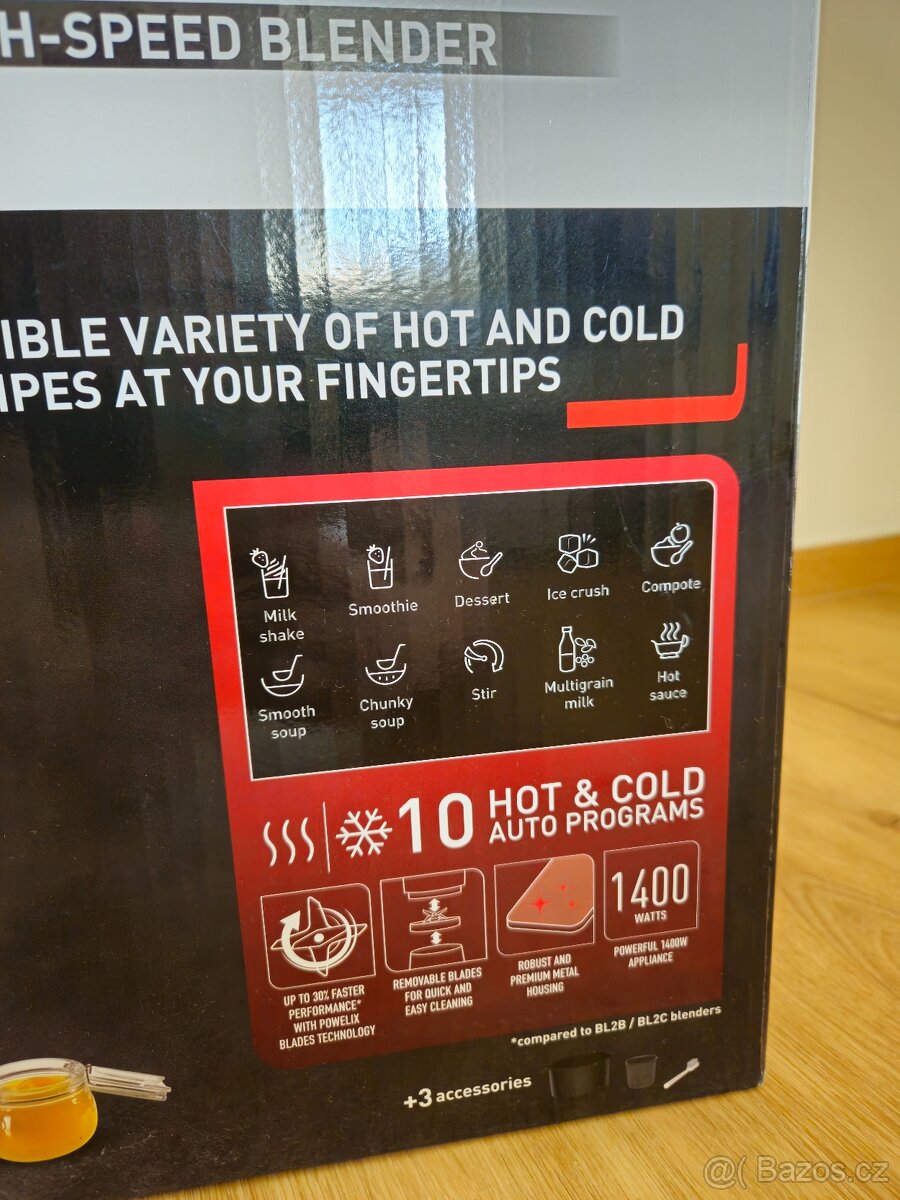 H-SPEED BLENDER
IBLE VARIETY OF HOT AND COLD
IPES AT YOUR FINGERTIPS
Milk
shake
Smoothie
Dessert
Ice crush
Compote
Smooth
soup
Chunky
soup
Stir
Multigrain
milk
Hot
sauce
10 HOT & COLD
AUTO PROGRAMS
UP TO 30% FASTER
PERFORMANCE*
WITH POWELIX
BLADES TECHNOLOGY
REMOVABLE BLADES
FOR QUICK AND
EASY CLEANING
ROBUST AND
PREMIUM METAL
HOUSING
1400
WATTS
POWERFUL 1400W
APPLIANCE
*compared to BL2B / BL2C blenders
+3 accessories
@( Bazos.cz